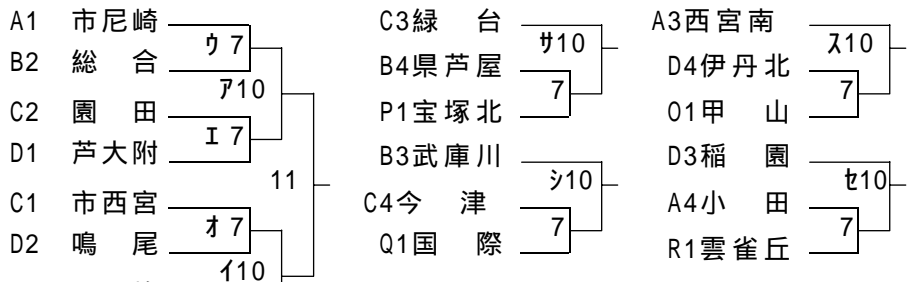 A1 市尼崎
ウ 7
B2 総 合
ア10
C2 園 田
エ 7
D1 芦大附
11
C1 市西宮
オ 7
D2 鳴 尾
イ10
C3緑 台
サ10
B4県芦屋
7
P1宝塚北
B3武庫川
シ10
C4今 津
7
Q1国 際
A3西宮南
ス10
D4伊丹北
7
O1甲 山
D3稲 園
セ10
A4小 田
7
R1雲雀丘